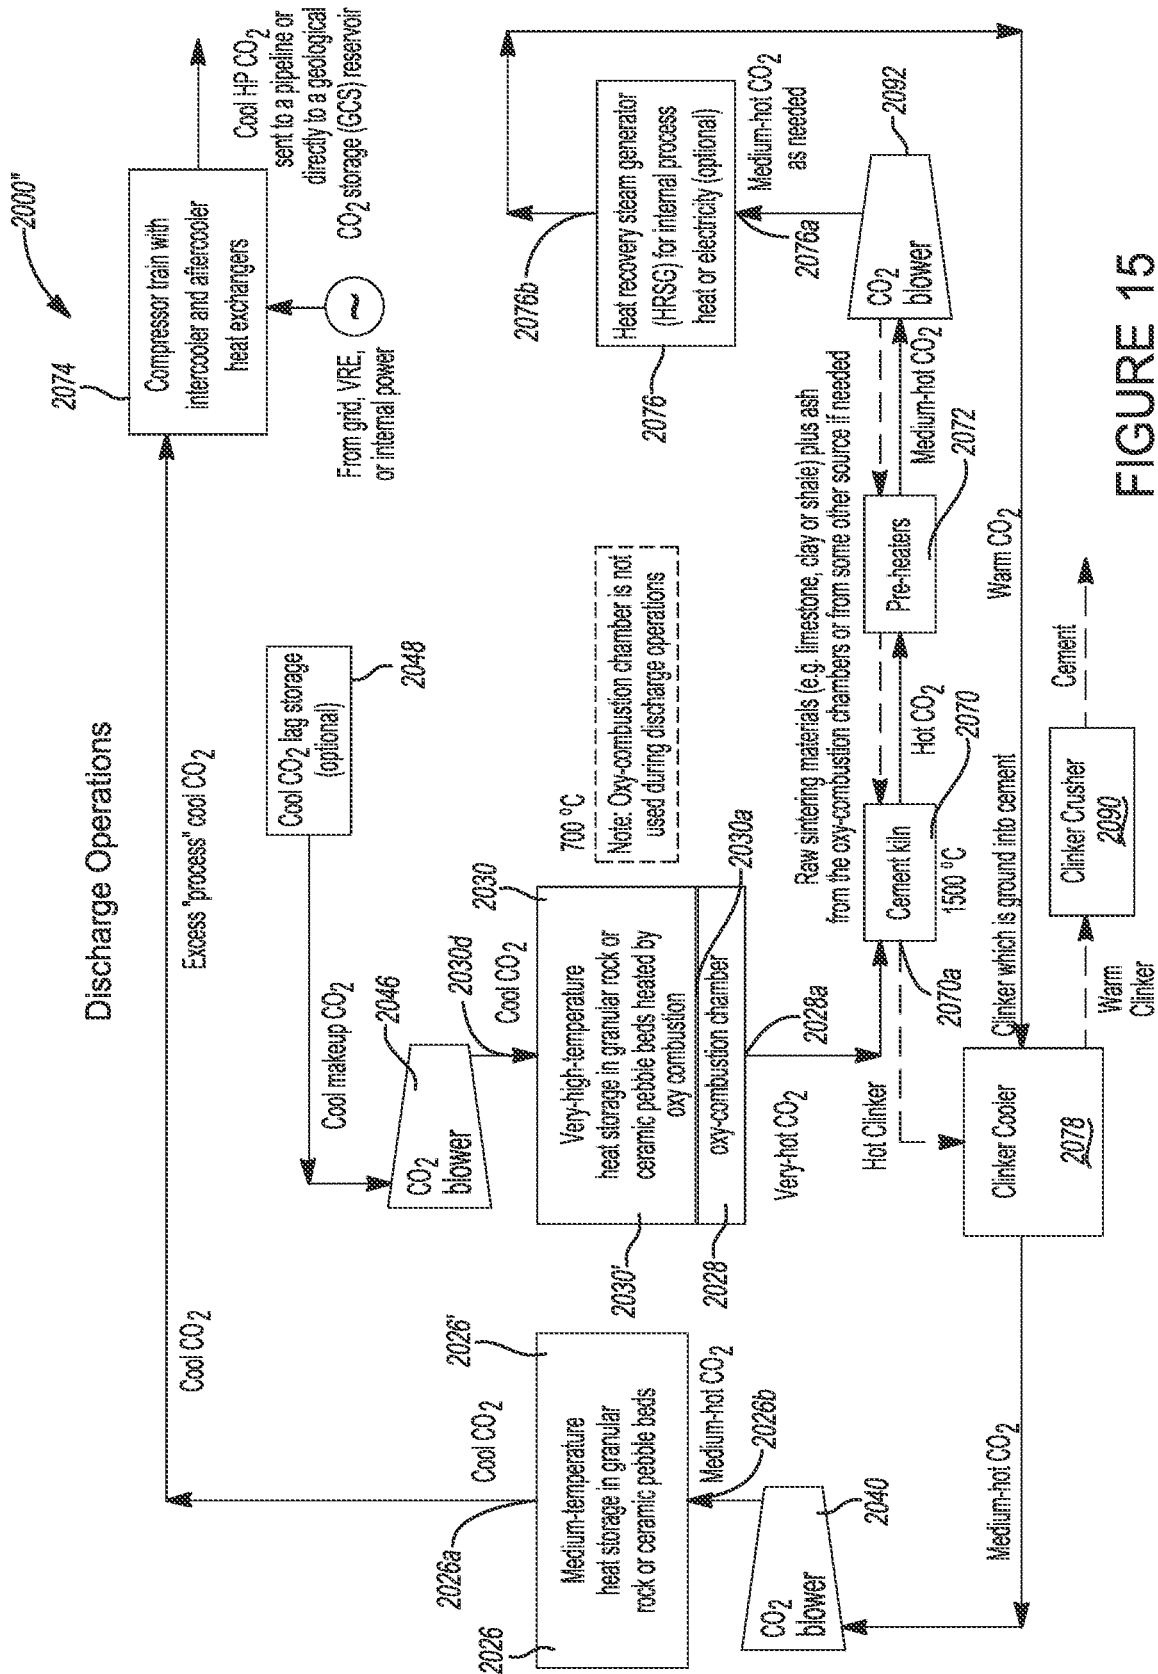 Discharge Operations
2000"
Cool CO2
Excess "process" cool CO2
2074
Compressor train with
intercooler and aftercooler
heat exchangers
Cool HP CO2
sent to a pipeline or
directly to a geological
CO2 storage (GCS) reservoir
~
From grid, VRE,
or internal power
Cool makeup CO2
Cool CO2 lag storage
(optional)
2048
2046
CO2
blower
2030d
Cool CO2
2030
700 °C
Very-high-temperature
heat storage in granular rock or
ceramic pebble beds heated by
oxy combustion
oxy-combustion chamber
2030'
2028
2030a
2028a
Very-hot CO2
Note: Oxy-combustion chamber is not
used during discharge operations
2026a
Cool CO2
2026'
Medium-temperature
heat storage in granular
rock or ceramic pebble beds
2026
Medium-hot CO2
2026b
CO2
blower
2040
Medium-hot CO2
Hot Clinker
Clinker Cooler
2078
2070a
Cement kiln
1500 °C
2070
Hot CO2
Pre-heaters
2072
Medium-hot CO2
Raw sintering materials (e.g. limestone, clay or shale) plus ash
from the oxy-combustion chambers or from some other source if needed
CO2
blower
2092
2076a
Medium-hot CO2
as needed
2076
Heat recovery steam generator
(HRSG) for internal process
heat or electricity (optional)
2076b
Warm CO2
Clinker which is ground into cement
Warm
Clinker
Clinker Crusher
2090
Cement
FIGURE 15